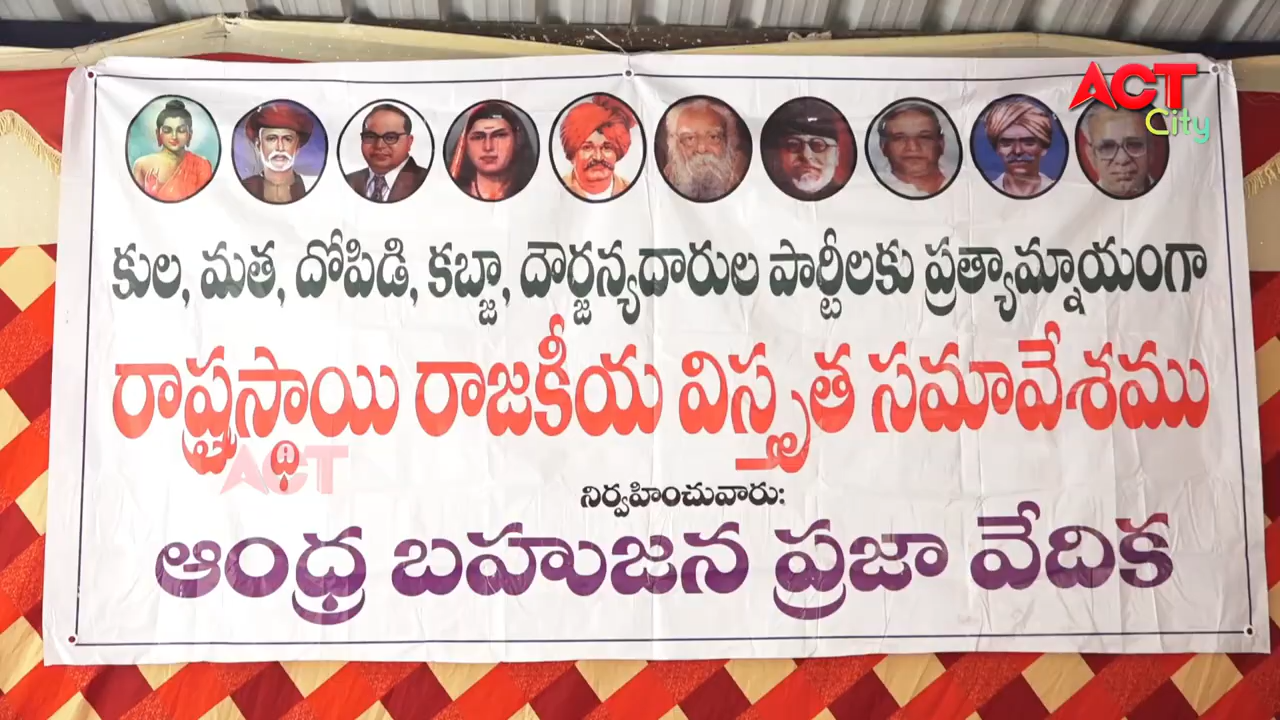 ACT
City
కుల, మత, దోపిడి, కబ్జా, దౌర్జన్యదారుల పార్టీలకు ప్రత్యామ్నాయంగా
రాష్ట్రస్థాయి రాజకీయ విస్తృత సమావేశము
ACT
నిర్వహించువారు:
ఆంధ్ర బహుజన ప్రజా వేదిక